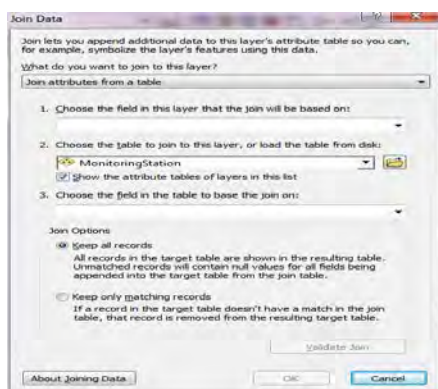 Join Data
Join lets you append additional data to this layer's attribute table so you can,
for example, symbolize the layer's features using this data.
What do you want to join to this layer?
Join attributes from a table
1. Choose the field in this layer that the join will be based on:
2. Choose the table to join to this layer, or load the table from disk:
MonitoringStation
Show the attribute tables of layers in this list
3. Choose the field in the table to base the join on:
Join Options
Keep all records
All records in the target table are shown in the resulting table.
Unmatched records will contain null values for all fields being
appended into the target table from the join table.
Keep only matching records
If a record in the target table doesn't have a match in the join
table, that record is removed from the resulting target table.
Validate Join
About Joining Data
OK
Cancel